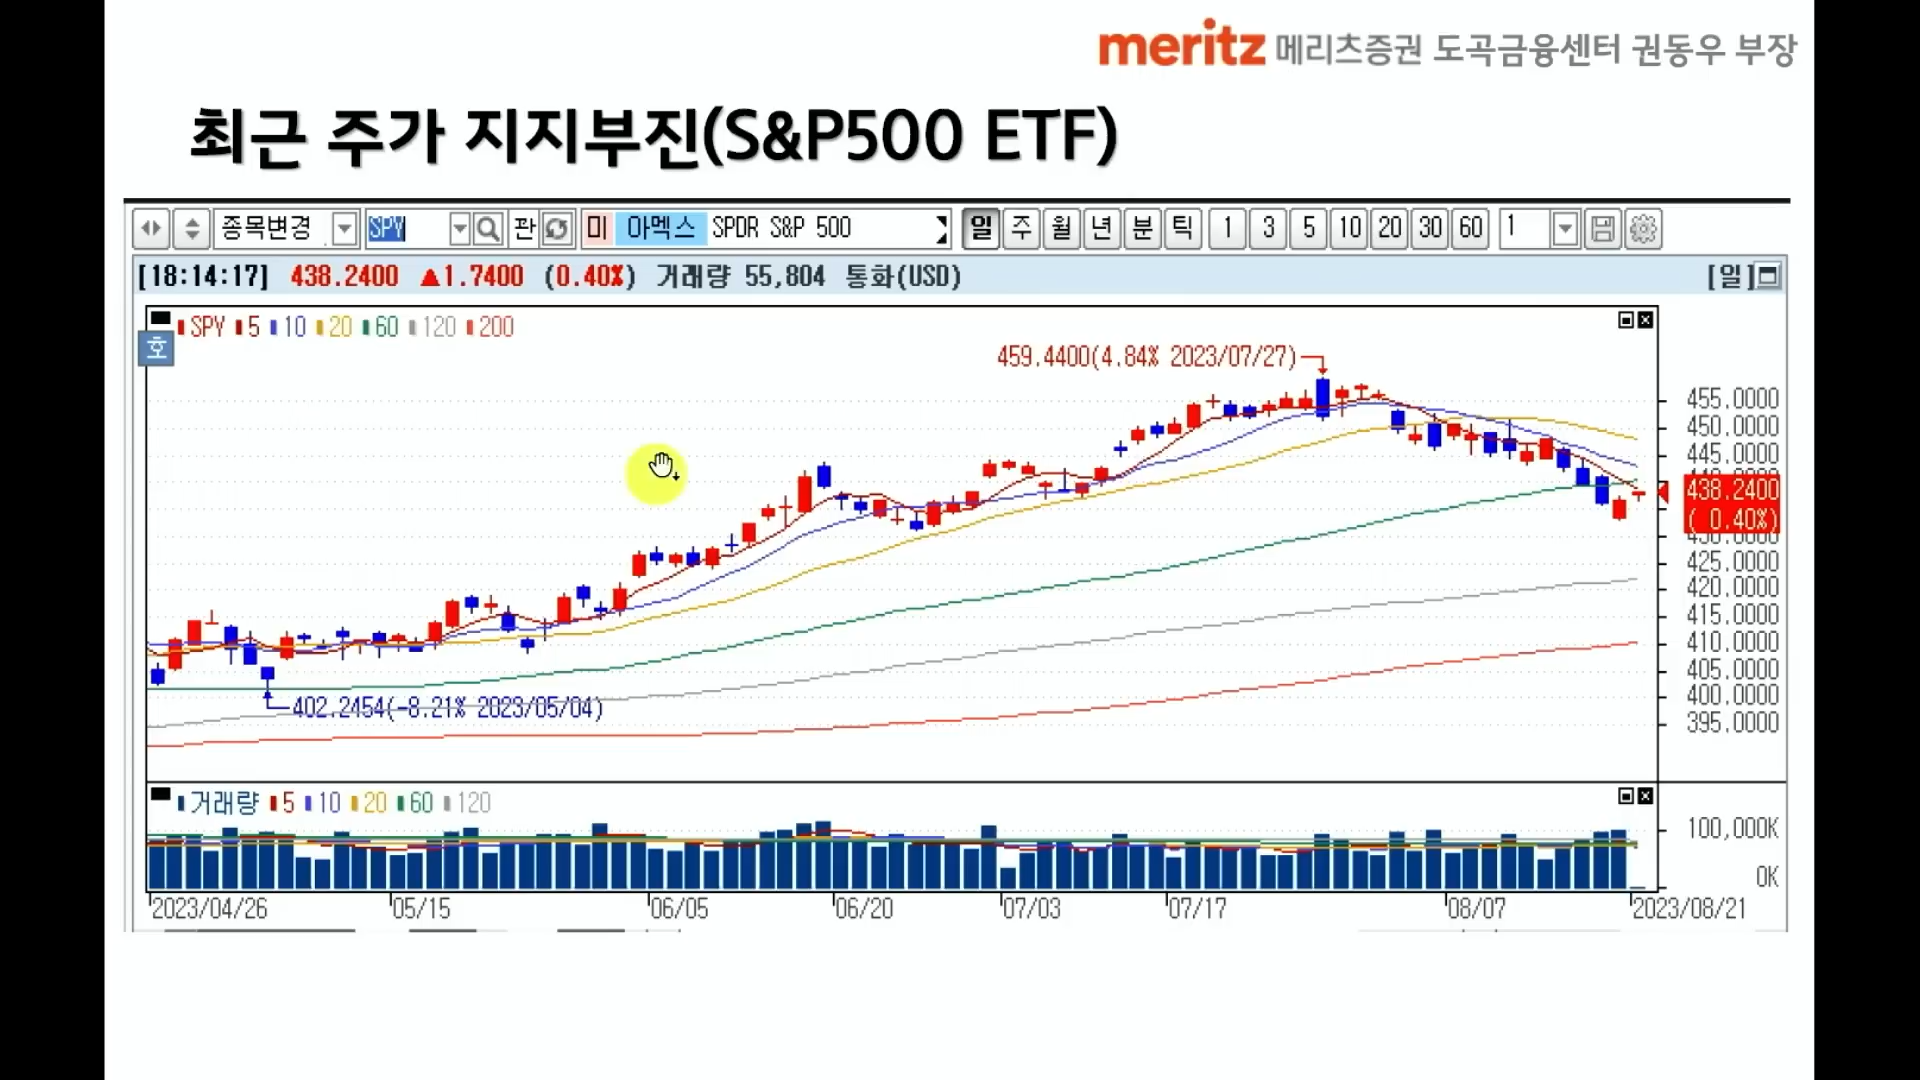 meritz 메리츠증권 도곡금융센터 권동우 부장
최근 주가 지지부진(S&P500 ETF)
종목변경 SPY 판 미 아멕스 SPDR S&P 500 일 주 월 년 분 틱 1 3 5 10 20 30 60 1
[18:14:17] 438.2400 ▲1.7400 (0.40%) 거래량 55,804 통화(USD) [일]
SPY 5 10 20 60 120 200
호
459.4400(4.84% 2023/07/27)
455.0000
450.0000
445.0000
438.2400
( 0.40%)
430.0000
425.0000
420.0000
415.0000
410.0000
405.0000
400.0000
395.0000
402.2454(-8.21% 2023/05/04)
거래량 5 10 20 60 120
100,000K
0K
2023/04/26 05/15 06/05 06/20 07/03 07/17 08/07 2023/08/21